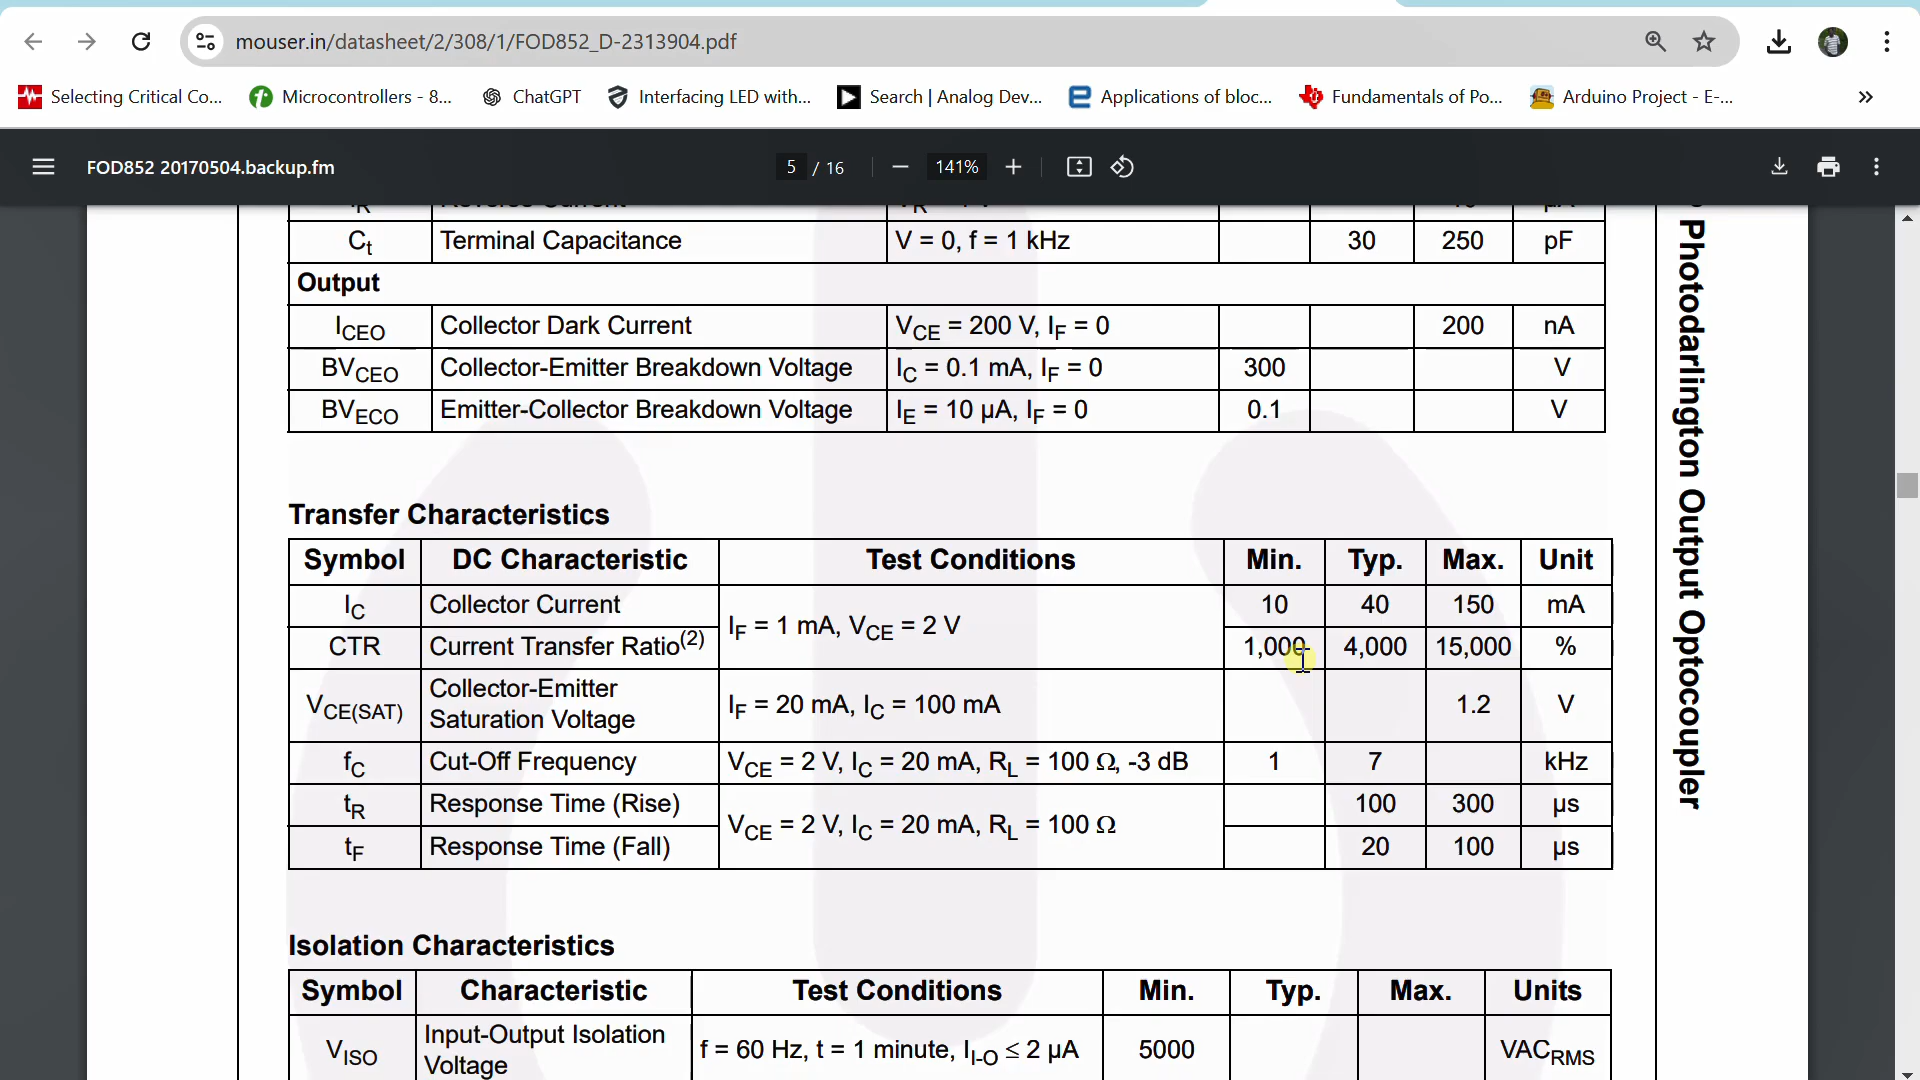 mouser.in/datasheet/2/308/1/FOD852_D-2313904.pdf
Selecting Critical Co... Microcontrollers - 8... ChatGPT Interfacing LED with... Search | Analog Dev... Applications of bloc... Fundamentals of Po... Arduino Project - E-... »
FOD852 20170504.backup.fm 5 / 16 141%
Ct Terminal Capacitance V = 0, f = 1 kHz 30 250 pF
Output
ICEO Collector Dark Current VCE = 200 V, IF = 0 200 nA
BVCEO Collector-Emitter Breakdown Voltage IC = 0.1 mA, IF = 0 300 V
BVECO Emitter-Collector Breakdown Voltage IE = 10 µA, IF = 0 0.1 V
Transfer Characteristics
Symbol DC Characteristic Test Conditions Min. Typ. Max. Unit
IC Collector Current IF = 1 mA, VCE = 2 V 10 40 150 mA
CTR Current Transfer Ratio(2) 1,000 4,000 15,000 %
VCE(SAT) Collector-Emitter Saturation Voltage IF = 20 mA, IC = 100 mA 1.2 V
fC Cut-Off Frequency VCE = 2 V, IC = 20 mA, RL = 100 Ω, -3 dB 1 7 kHz
tR Response Time (Rise) VCE = 2 V, IC = 20 mA, RL = 100 Ω 100 300 µs
tF Response Time (Fall) 20 100 µs
Isolation Characteristics
Symbol Characteristic Test Conditions Min. Typ. Max. Units
VISO Input-Output Isolation Voltage f = 60 Hz, t = 1 minute, II-O ≤ 2 µA 5000 VACRMS
Photodarlington Output Optocoupler